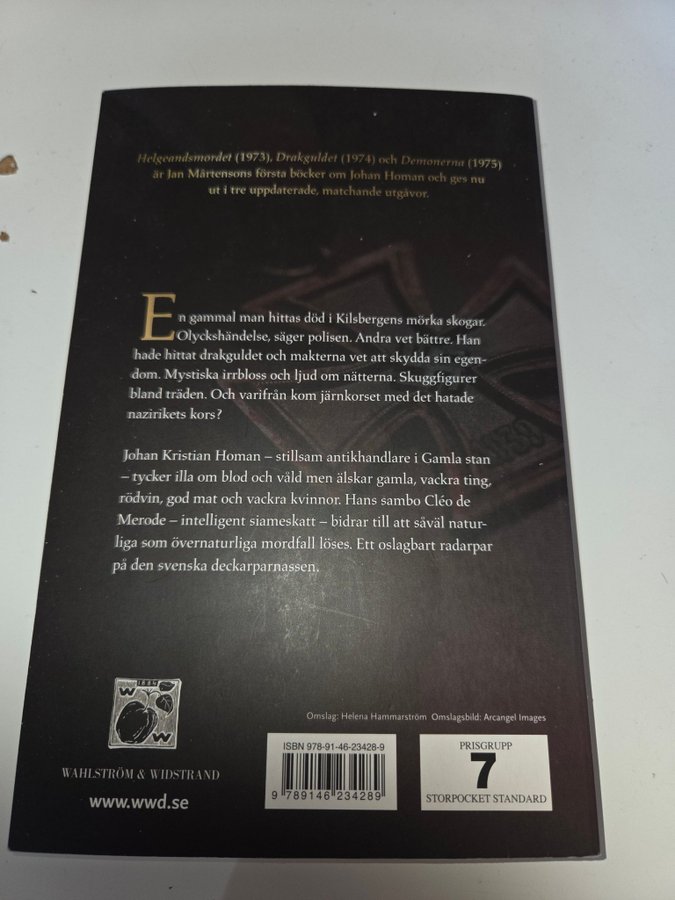 Helgeandsmordet (1973), Drakguldet (1974) och Demonerna (1975)
är Jan Mårtensons första böcker om Johan Homan och ges nu
ut i tre uppdaterade, matchande utgåvor.
En gammal man hittas död i Kilsbergens mörka skogar.
Olyckshändelse, säger polisen. Andra vet bättre. Han
hade hittat drakguldet och makterna vet att skydda sin egen-
dom. Mystiska irrbloss och ljud om nätterna. Skuggfigurer
bland träden. Och varifrån kom järnkorset med det hatade
nazirikets kors?
Johan Kristian Homan – stillsam antikhandlare i Gamla stan
– tycker illa om blod och våld men älskar gamla, vackra ting,
rödvin, god mat och vackra kvinnor. Hans sambo Cléo de
Merode – intelligent siameskatt – bidrar till att såväl natur-
liga som övernaturliga mordfall löses. Ett oslagbart radarpar
på den svenska deckarparnassen.
1884
W
W
WAHLSTRÖM & WIDSTRAND
www.wwd.se
Omslag: Helena Hammarström Omslagsbild: Arcangel Images
ISBN 978-91-46-23428-9
9 789146 234289
PRISGRUPP
7
STORPOCKET STANDARD